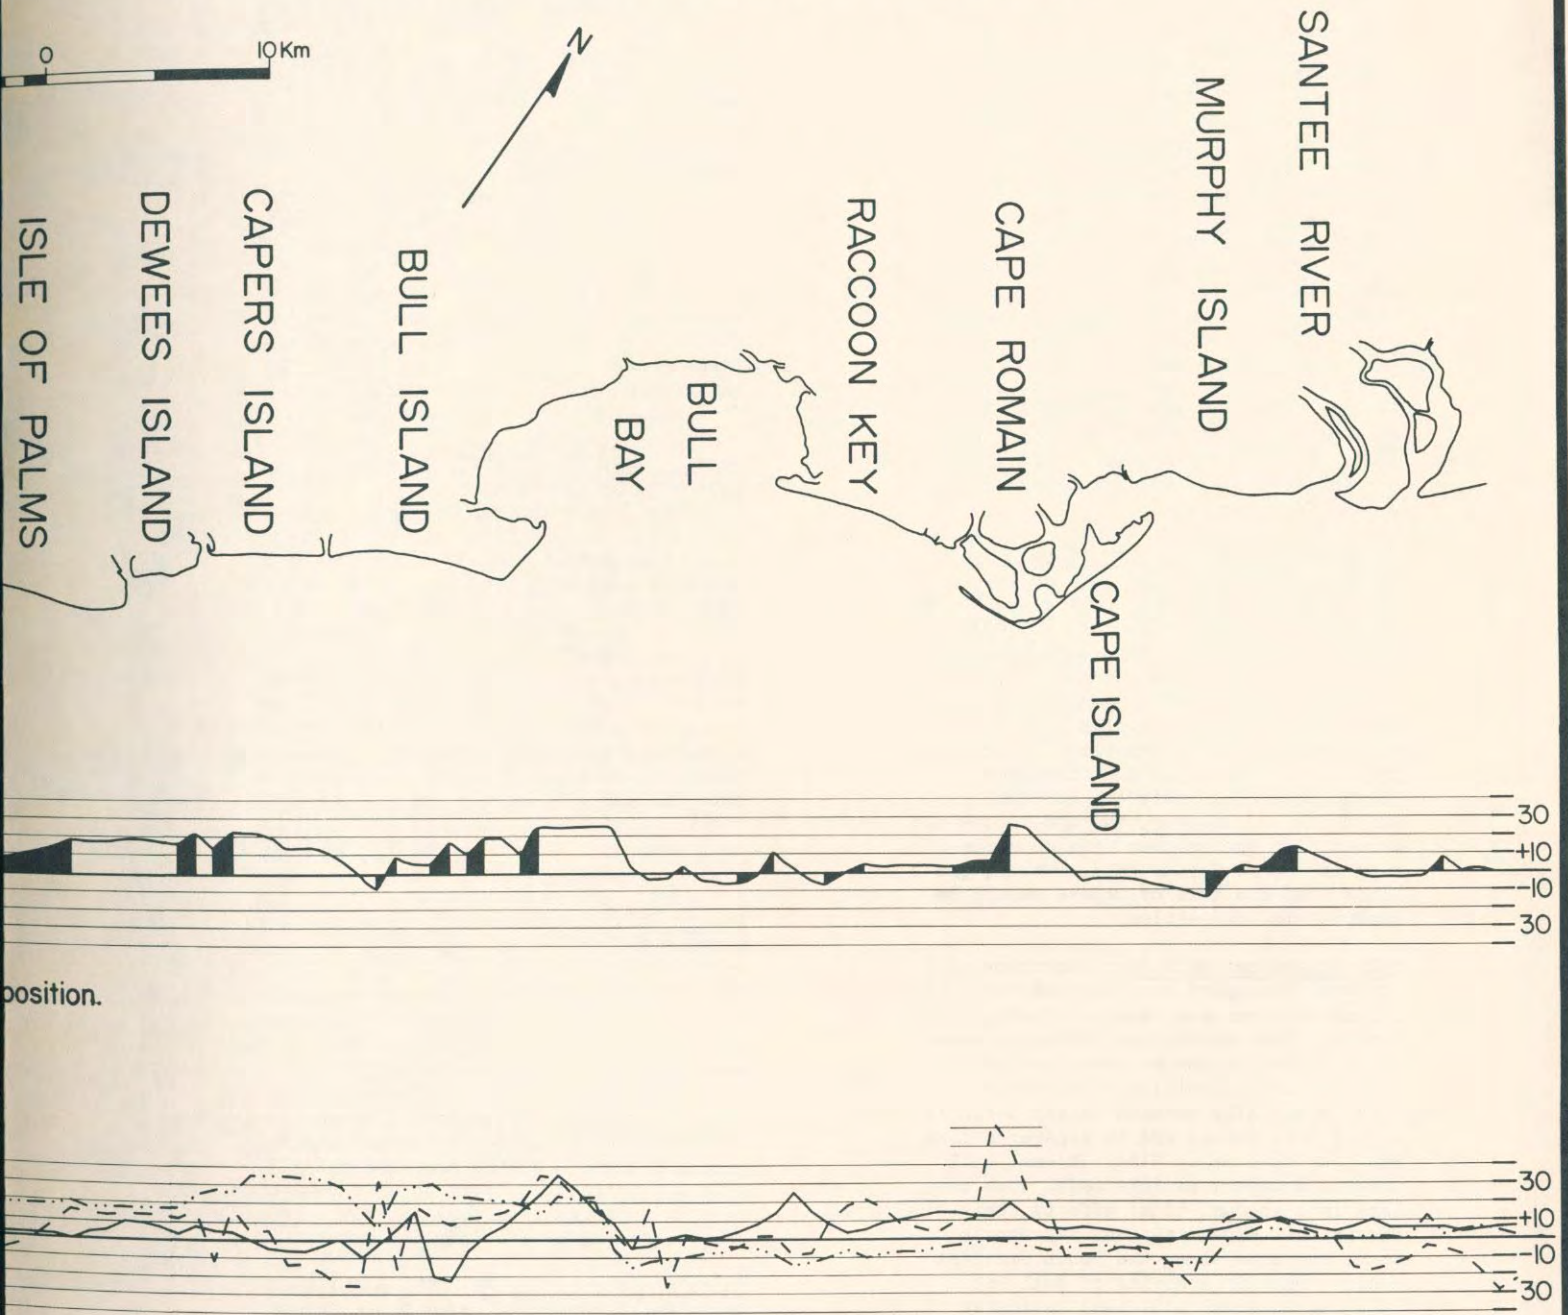 0
10 Km
N
ISLE OF PALMS
DEWEES ISLAND
CAPERS ISLAND
BULL ISLAND
BULL
BAY
RACCOON KEY
CAPE ROMAIN
CAPE ISLAND
MURPHY ISLAND
SANTEE RIVER
30
+10
-10
30
position.
30
+10
-10
30